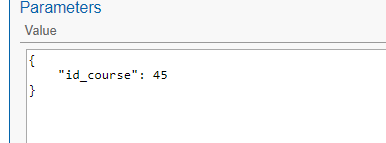 Parameters
Value
{
    "id_course": 45
}